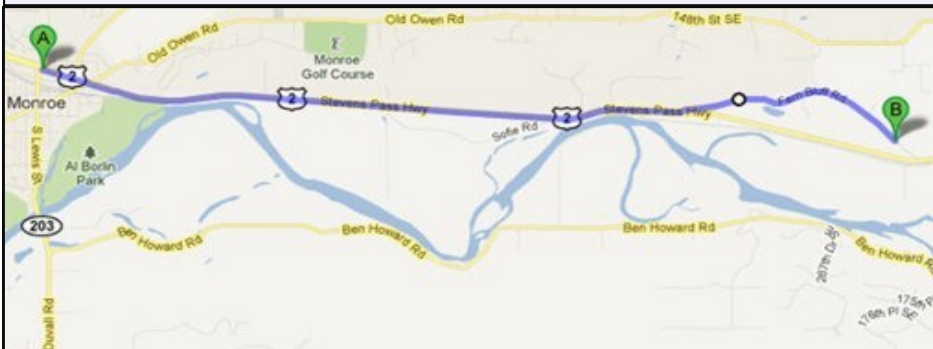 Old Owen Rd
148th St SE
A
Old Owen Rd
Monroe
Golf Course
2
2
Stevens Pass Hwy
Stevens Pass Hwy
Fern Bluff Rd
B
Monroe
2
Sofie Rd
S Lewis St
Al Borlin
Park
203
Ben Howard Rd
Ben Howard Rd
Ben Howard Rd
267th Dr SE
Ben Howard Rd
Duvall Rd
175th Pl
176th Pl SE